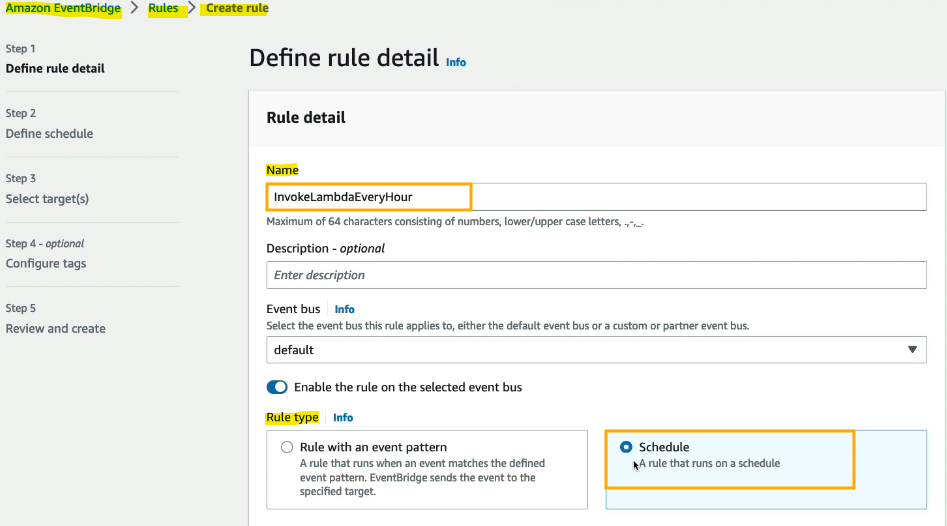 Amazon EventBridge > Rules > Create rule
Step 1
Define rule detail
Step 2
Define schedule
Step 3
Select target(s)
Step 4 - optional
Configure tags
Step 5
Review and create
Define rule detail Info
Rule detail
Name
InvokeLambdaEveryHour
Maximum of 64 characters consisting of numbers, lower/upper case letters, .,-,_.
Description - optional
Enter description
Event bus Info
Select the event bus this rule applies to, either the default event bus or a custom or partner event bus.
default
Enable the rule on the selected event bus
Rule type Info
Rule with an event pattern
A rule that runs when an event matches the defined
event pattern. EventBridge sends the event to the
specified target.
Schedule
A rule that runs on a schedule